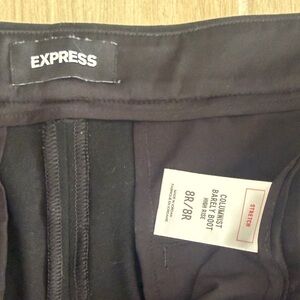 EXPRESS
STRETCH
COLUMNIST
BARELY BOOT
HIGH RISE
8R/8R